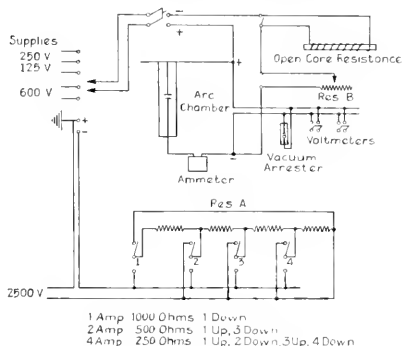 Supplies
250 V
125 V
600 V
-
+
Open Core Resistance
+
Res B
Arc
Chamber
Voltmeters
Vacuum
Arrester
-
Ammeter
+
-
Res A
1
2
3
4
2500 V
1 Amp 1000 Ohms 1 Down
2 Amp 500 Ohms 1 Up, 3 Down
4 Amp 250 Ohms 1 Up, 2 Down, 3 Up, 4 Down